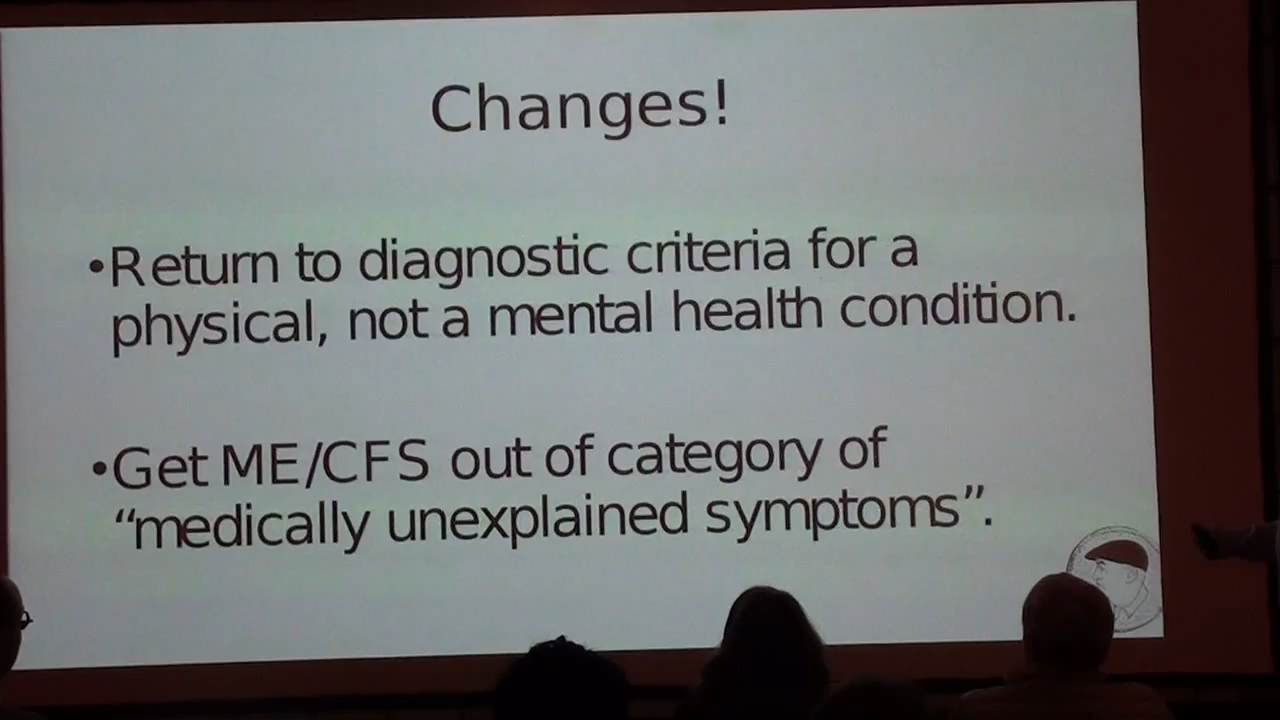 Changes!
•Return to diagnostic criteria for a
physical, not a mental health condition.
•Get ME/CFS out of category of
“medically unexplained symptoms”.